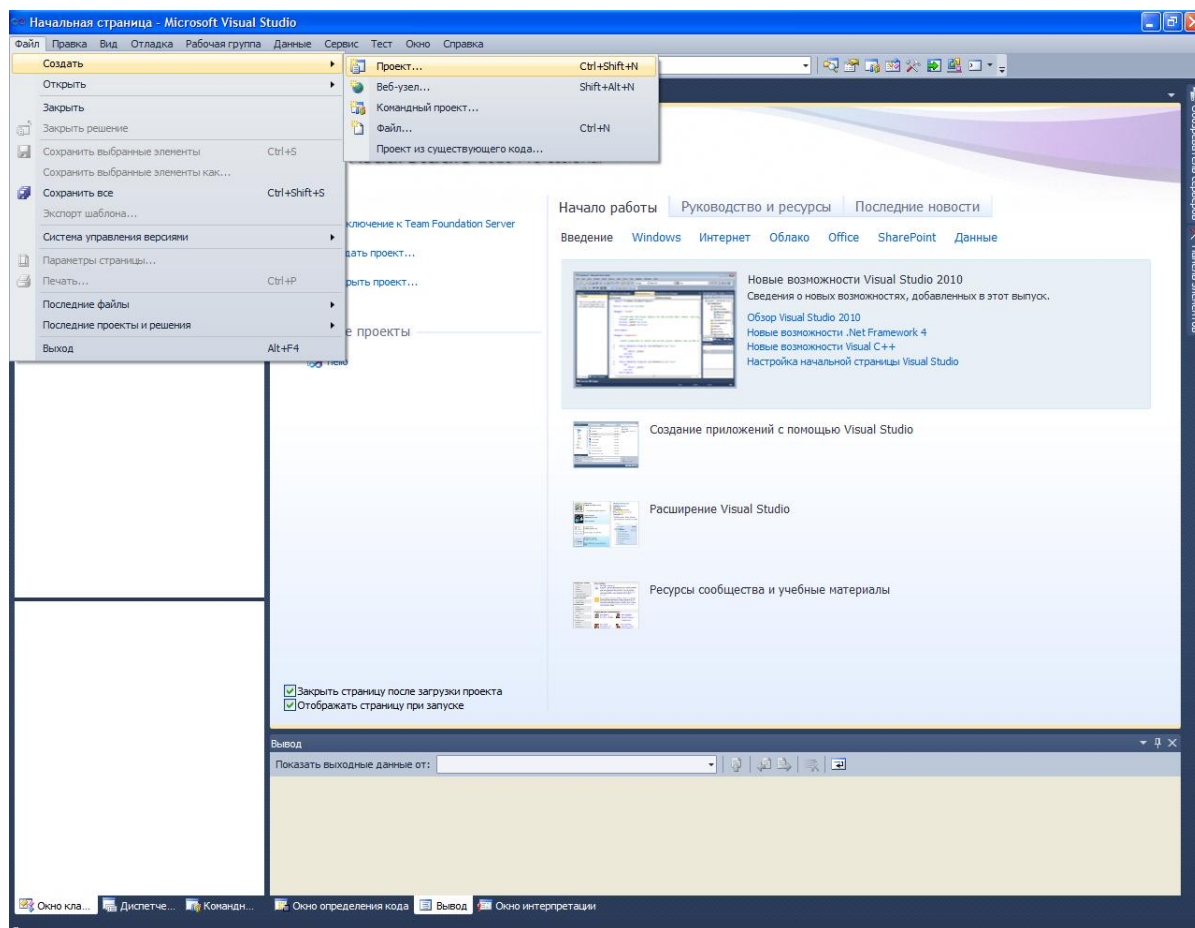 Начальная страница - Microsoft Visual Studio
Файл Правка Вид Отладка Рабочая группа Данные Сервис Тест Окно Справка
Создать
Открыть
Закрыть
Закрыть решение
Сохранить выбранные элементы Ctrl+S
Сохранить выбранные элементы как...
Сохранить все Ctrl+Shift+S
Экспорт шаблона...
Система управления версиями
Параметры страницы...
Печать... Ctrl+P
Последние файлы
Последние проекты и решения
Выход Alt+F4
Проект... Ctrl+Shift+N
Веб-узел... Shift+Alt+N
Командный проект...
Файл... Ctrl+N
Проект из существующего кода...
ключение к Team Foundation Server
дать проект...
рыть проект...
е проекты
Начало работы Руководство и ресурсы Последние новости
Введение Windows Интернет Облако Office SharePoint Данные
Новые возможности Visual Studio 2010
Сведения о новых возможностях, добавленных в этот выпуск.
Обзор Visual Studio 2010
Новые возможности .Net Framework 4
Новые возможности Visual C++
Настройка начальной страницы Visual Studio
Создание приложений с помощью Visual Studio
Расширение Visual Studio
Ресурсы сообщества и учебные материалы
Закрыть страницу после загрузки проекта
Отображать страницу при запуске
Вывод
Показать выходные данные от:
Окно кла... Диспетче... Командн... Окно определения кода Вывод Окно интерпретации